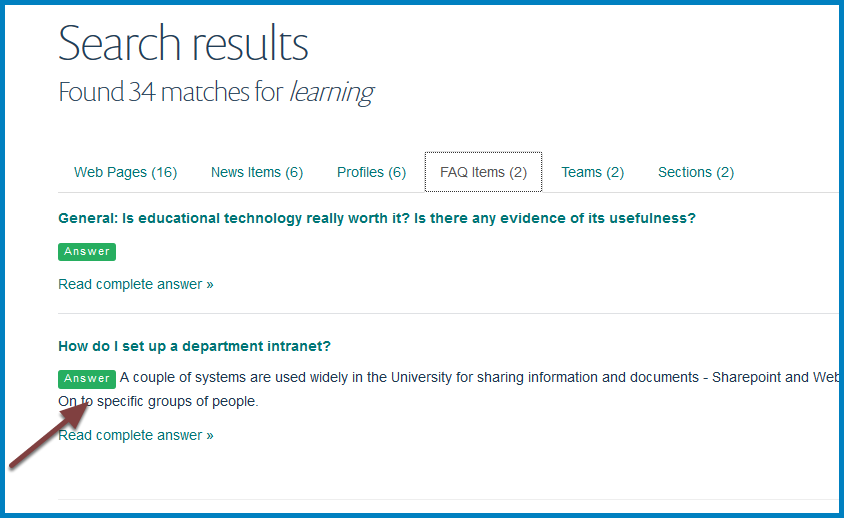 Search results
Found 34 matches for learning
Web Pages (16) News Items (6) Profiles (6) FAQ Items (2) Teams (2) Sections (2)
General: Is educational technology really worth it? Is there any evidence of its usefulness?
Answer
Read complete answer »
How do I set up a department intranet?
Answer A couple of systems are used widely in the University for sharing information and documents - Sharepoint and Web
On to specific groups of people.
Read complete answer »